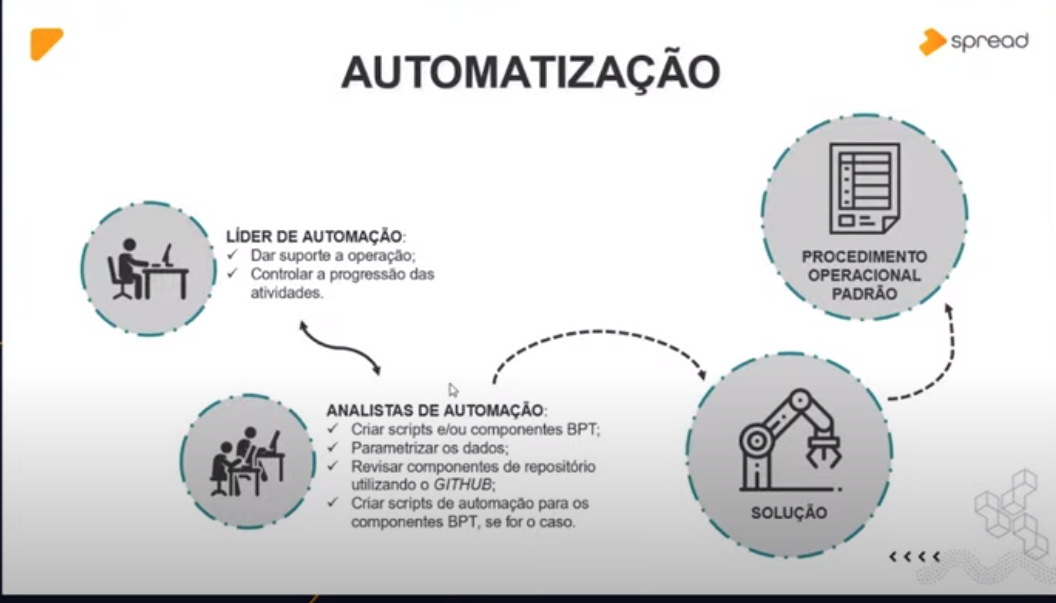 spread
AUTOMATIZAÇÃO
LÍDER DE AUTOMAÇÃO:
✓ Dar suporte a operação;
✓ Controlar a progressão das
atividades.
ANALISTAS DE AUTOMAÇÃO:
✓ Criar scripts e/ou componentes BPT;
✓ Parametrizar os dados;
✓ Revisar componentes de repositório
utilizando o GITHUB;
✓ Criar scripts de automação para os
componentes BPT, se for o caso.
SOLUÇÃO
PROCEDIMENTO
OPERACIONAL
PADRÃO